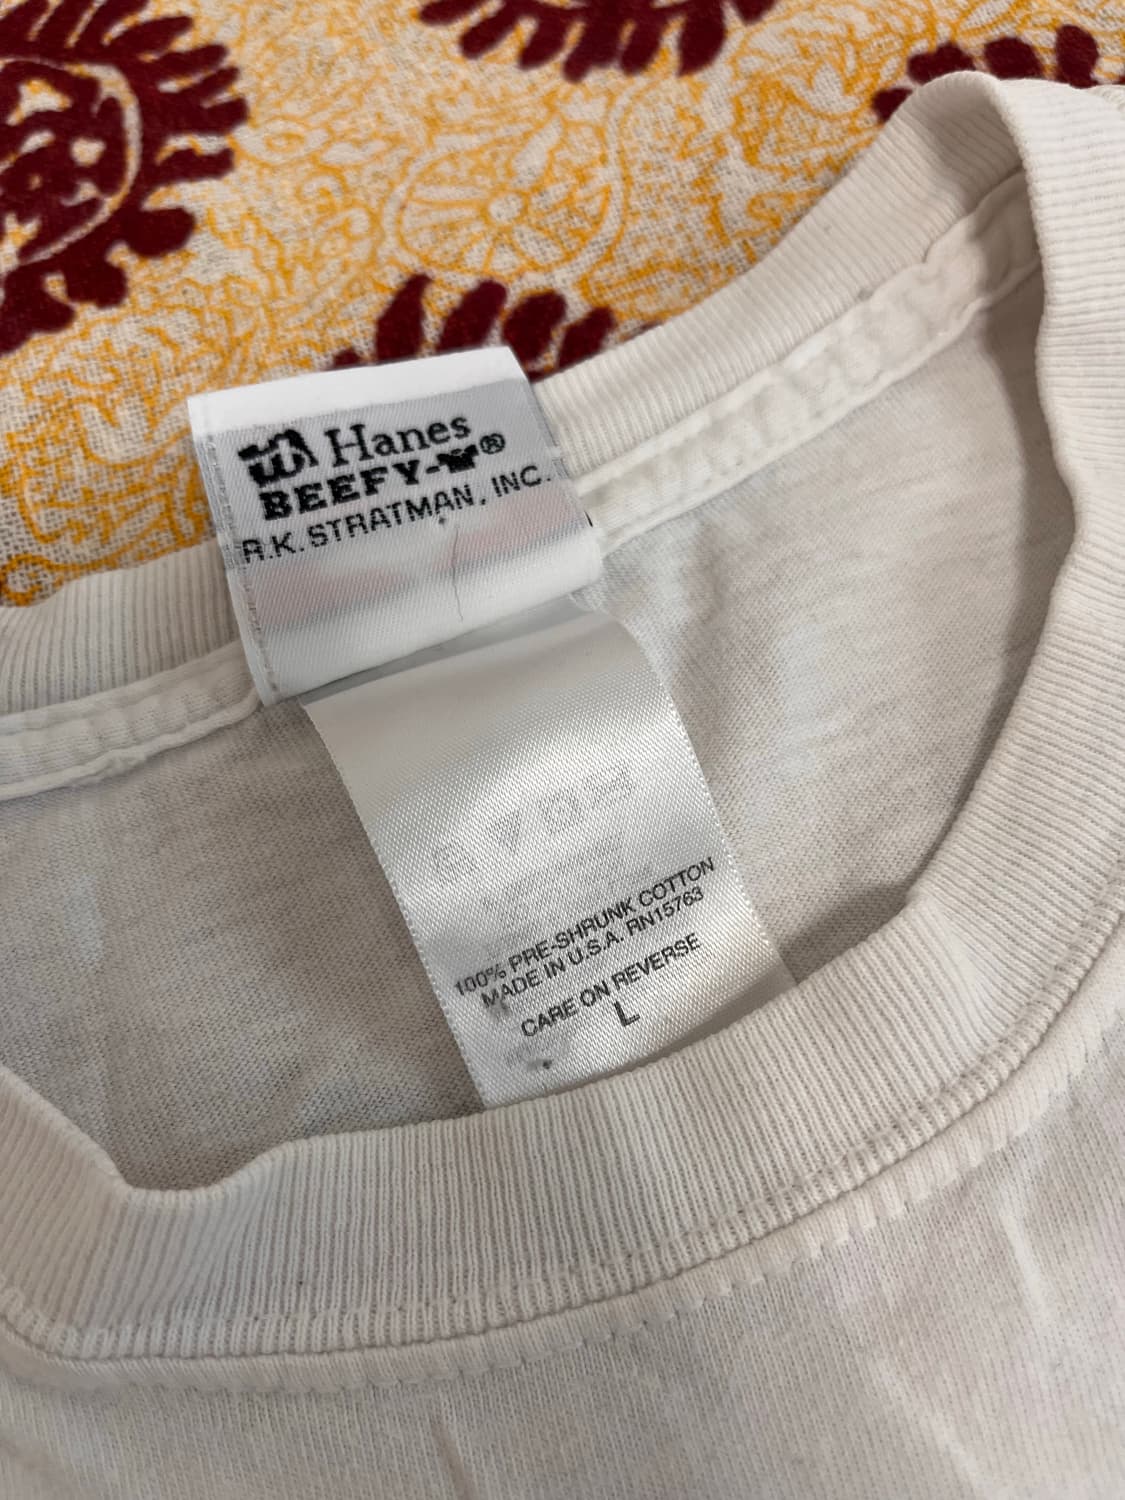 Hanes
BEEFY-®
R.K. STRATMAN, INC.
100% PRE-SHRUNK COTTON
MADE IN U.S.A. RN15763
CARE ON REVERSE
L